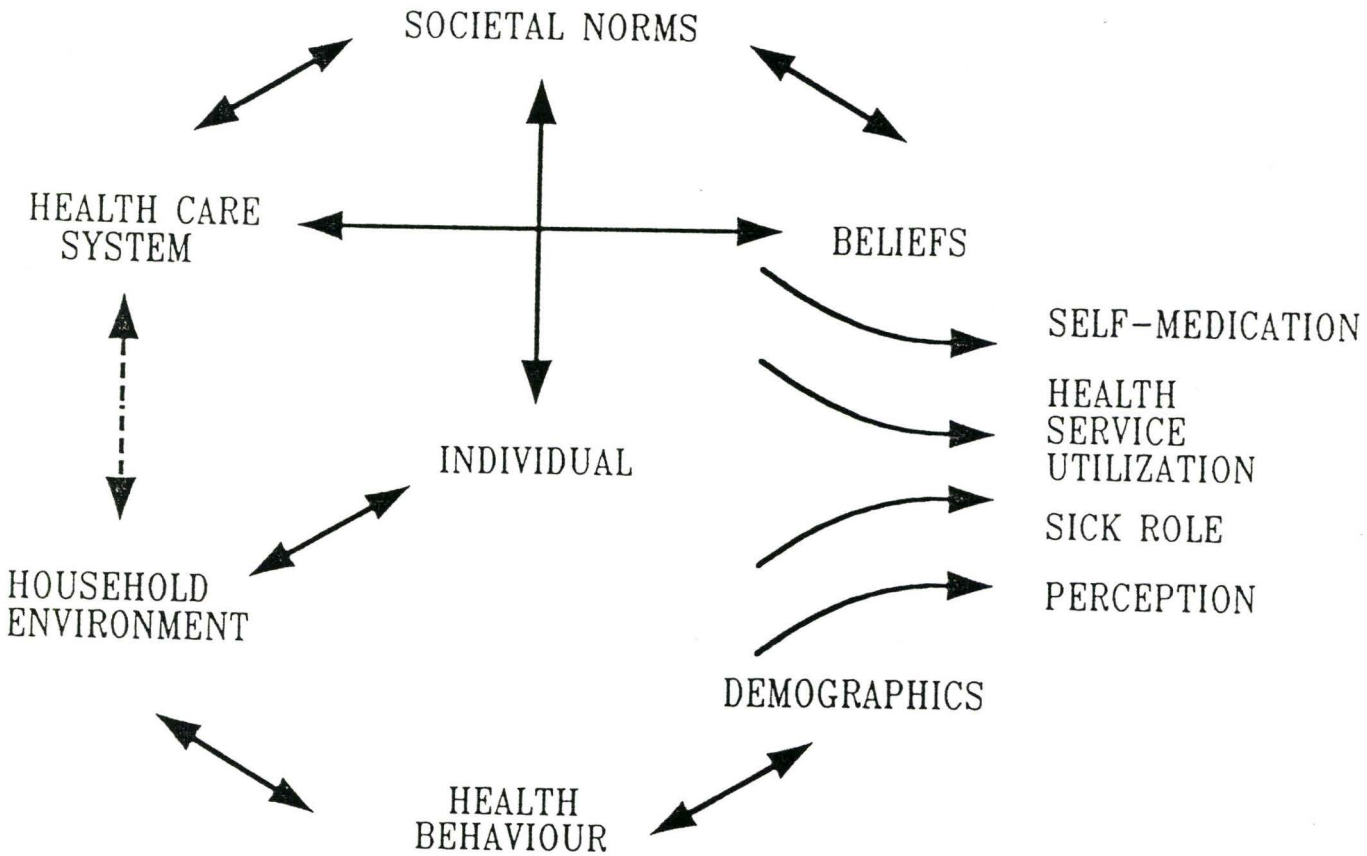 SOCIETAL NORMS
HEALTH CARE
SYSTEM
BELIEFS
SELF-MEDICATION
HEALTH
SERVICE
UTILIZATION
INDIVIDUAL
SICK ROLE
HOUSEHOLD
ENVIRONMENT
PERCEPTION
DEMOGRAPHICS
HEALTH
BEHAVIOUR